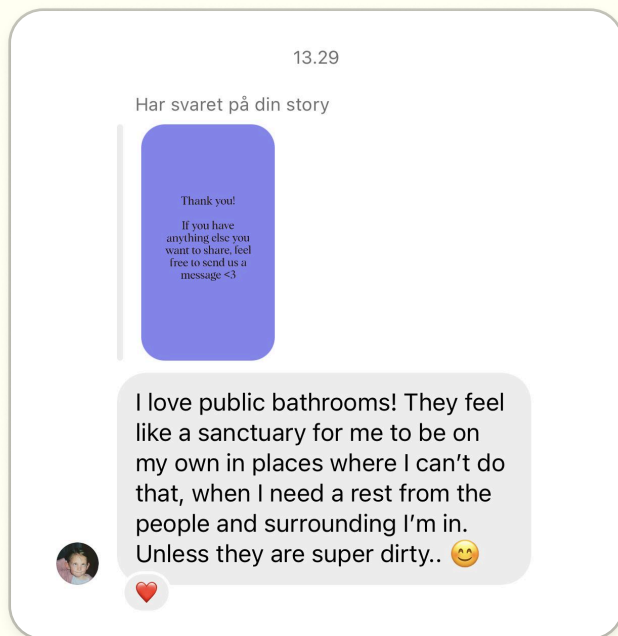 13.29
Har svaret på din story
Thank you!
If you have
anything else you
want to share, feel
free to send us a
message <3
I love public bathrooms! They feel
like a sanctuary for me to be on
my own in places where I can’t do
that, when I need a rest from the
people and surrounding I’m in.
Unless they are super dirty.. 😊
❤️